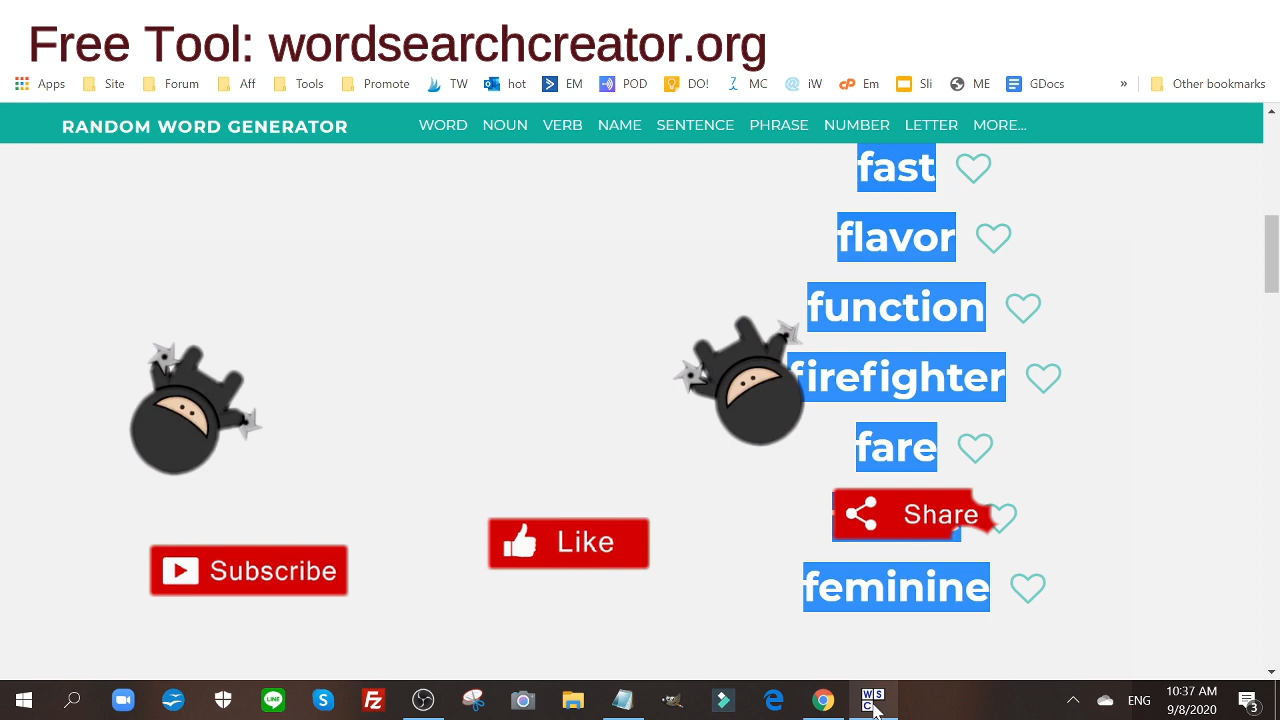 Free Tool: wordsearchcreator.org
Apps Site Forum Aff Tools Promote TW hot EM POD DO! MC iW Em Sli ME GDocs » Other bookmarks
RANDOM WORD GENERATOR WORD NOUN VERB NAME SENTENCE PHRASE NUMBER LETTER MORE...
fast
flavor
function
firefighter
fare
Share
Like
Subscribe
feminine
W S
C
ENG
10:37 AM
9/8/2020
3